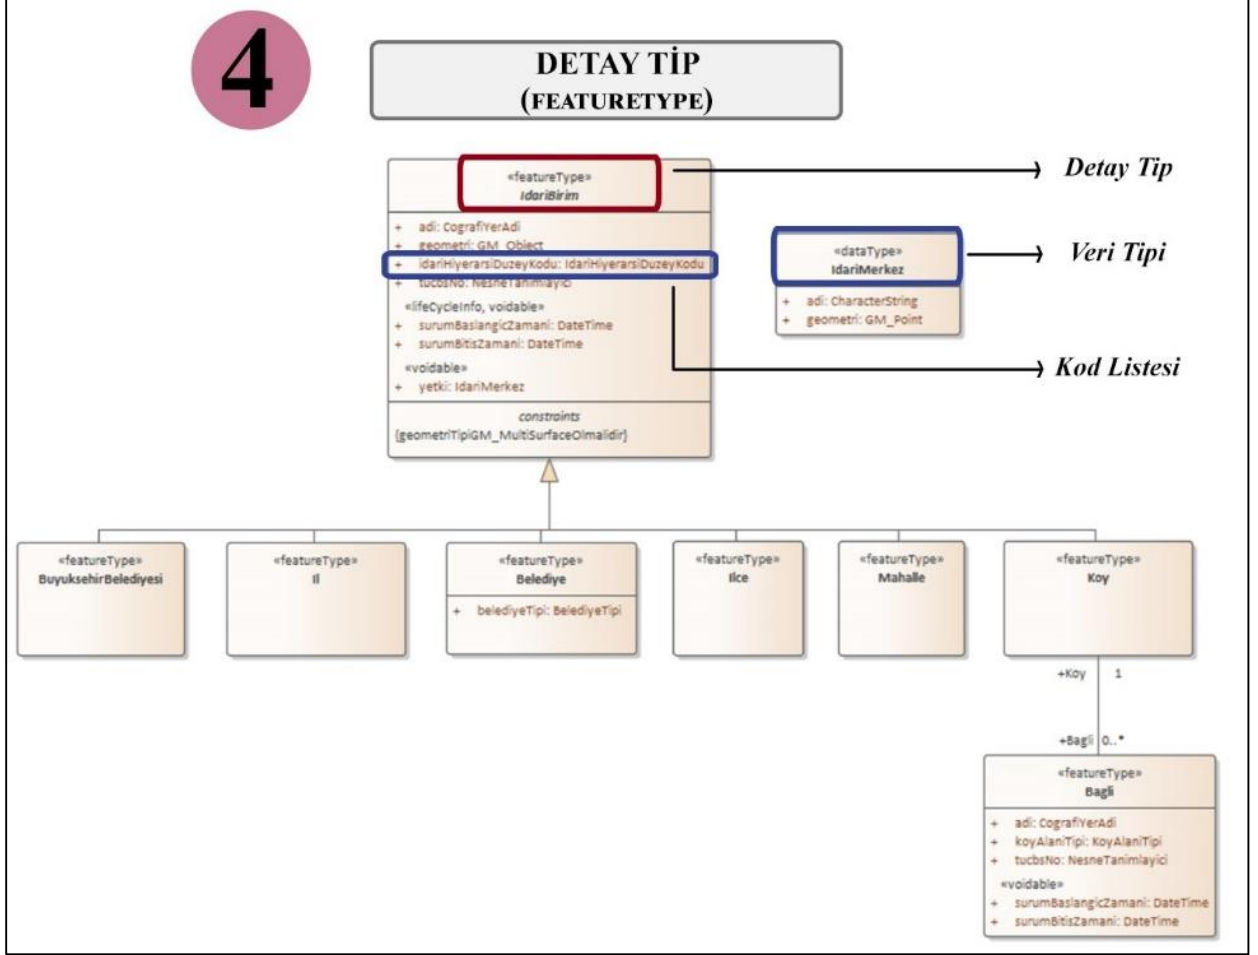 4
DETAY TİP
(FEATURETYPE)
«featureType»
IdariBirim
+ adi: CografiYerAdi
+ geometri: GM_Object
+ idariHiyerarsiDuzeyKodu: IdariHiyerarsiDuzeyKodu
+ tucbsNo: NesneTanimlayici
«lifeCycleInfo, voidable»
+ surumBaslangicZamani: DateTime
+ surumBitisZamani: DateTime
«voidable»
+ yetki: IdariMerkez
constraints
{geometriTipiGM_MultiSurfaceOlmalidir}
Detay Tip
«dataType»
IdariMerkez
+ adi: CharacterString
+ geometri: GM_Point
Veri Tipi
Kod Listesi
«featureType»
BuyuksehirBelediyesi
«featureType»
Il
«featureType»
Belediye
+ belediyeTipi: BelediyeTipi
«featureType»
Ilce
«featureType»
Mahalle
«featureType»
Koy
+Koy 1
+Bagli 0..*
«featureType»
Bagli
+ adi: CografiYerAdi
+ koyAlaniTipi: KoyAlaniTipi
+ tucbsNo: NesneTanimlayici
«voidable»
+ surumBaslangicZamani: DateTime
+ surumBitisZamani: DateTime